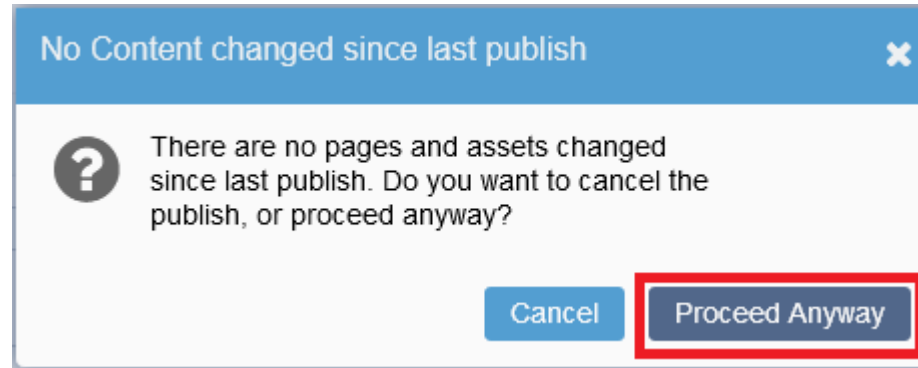 No Content changed since last publish
There are no pages and assets changed
since last publish. Do you want to cancel the
publish, or proceed anyway?
Cancel
Proceed Anyway